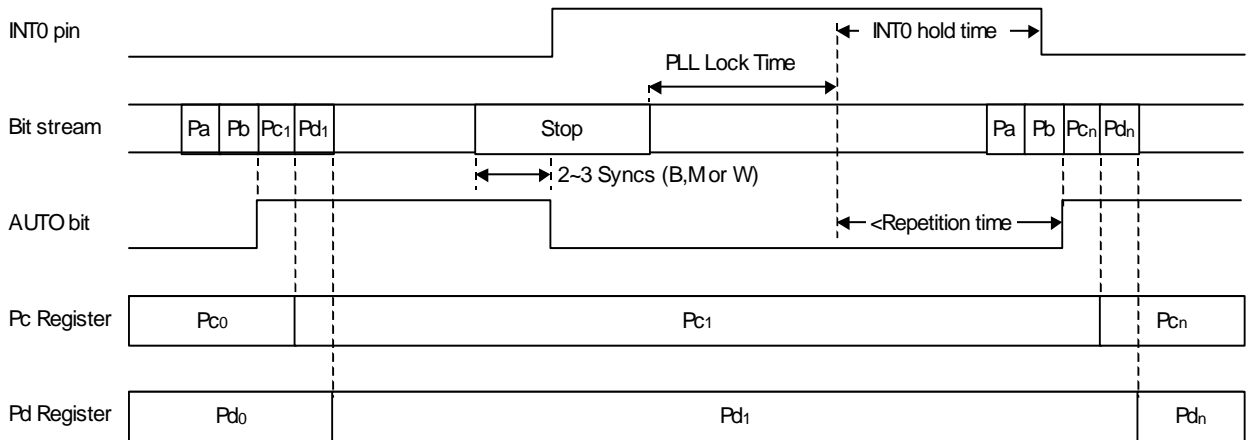 INT0 pin
INT0 hold time
PLL Lock Time
Bit stream
Pa Pb Pc1 Pd1 Stop Pa Pb Pcn Pdn
2~3 Syncs (B,M or W)
AUTO bit
<Repetition time
Pc Register Pc0 Pc1 Pcn
Pd Register Pd0 Pd1 Pdn